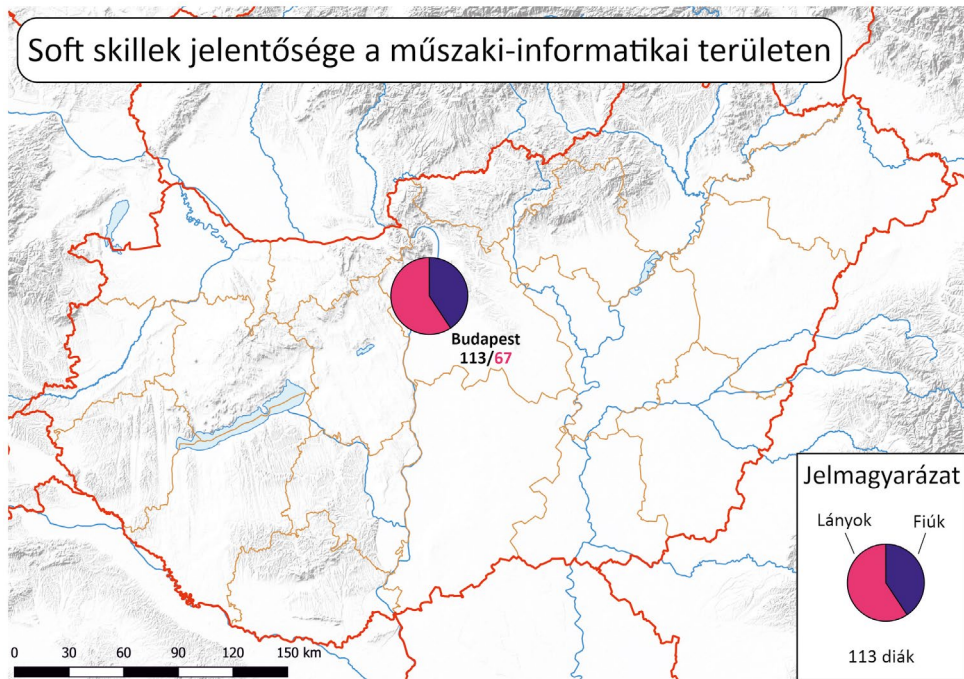 Soft skillek jelentősége a műszaki-informatikai területen
Budapest
113/67
Jelmagyarázat
Lányok Fiúk
113 diák
0 30 60 90 120 150 km